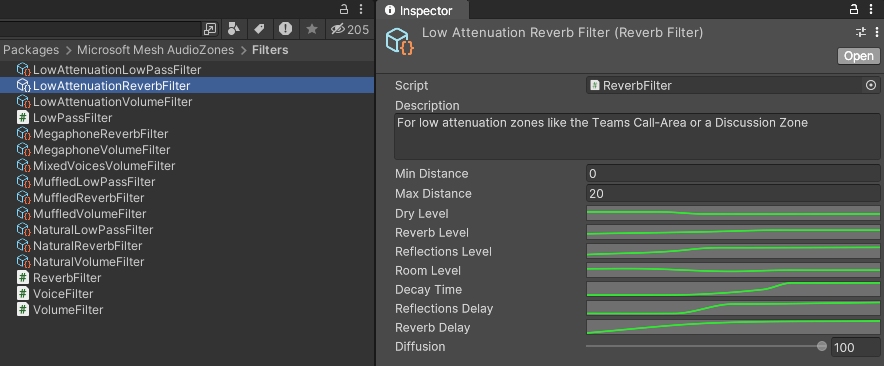 205
Packages > Microsoft Mesh AudioZones > Filters
LowAttenuationLowPassFilter
LowAttenuationReverbFilter
LowAttenuationVolumeFilter
LowPassFilter
MegaphoneReverbFilter
MegaphoneVolumeFilter
MixedVoicesVolumeFilter
MuffledLowPassFilter
MuffledReverbFilter
MuffledVolumeFilter
NaturalLowPassFilter
NaturalReverbFilter
NaturalVolumeFilter
ReverbFilter
VoiceFilter
VolumeFilter
Inspector
Low Attenuation Reverb Filter (Reverb Filter)
Open
Script ReverbFilter
Description
For low attenuation zones like the Teams Call-Area or a Discussion Zone
Min Distance 0
Max Distance 20
Dry Level
Reverb Level
Reflections Level
Room Level
Decay Time
Reflections Delay
Reverb Delay
Diffusion 100